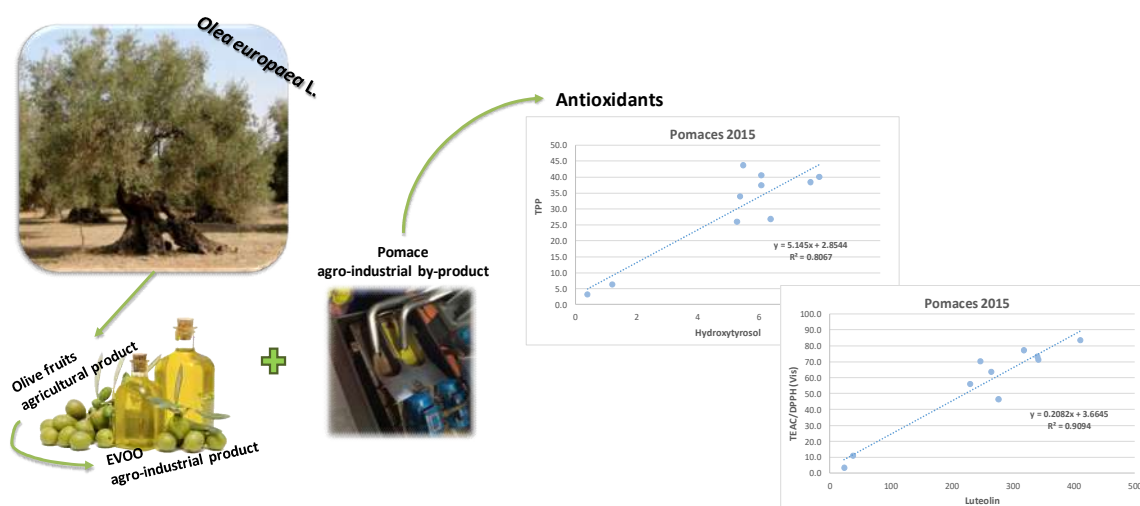 Olea europaea L.
Olive fruits
agricultural product
EVOO
agro-industrial product
Pomace
agro-industrial by-product
Antioxidants
Pomaces 2015
50.0
45.0
40.0
35.0
30.0
25.0
20.0
15.0
10.0
5.0
0.0
TPP
y = 5.145x + 2.8544
R² = 0.8067
0 2 4 6
Hydroxytyrosol
Pomaces 2015
100.0
90.0
80.0
70.0
60.0
50.0
40.0
30.0
20.0
10.0
0.0
TEAC/DPPH (Vis)
y = 0.2082x + 3.6645
R² = 0.9094
0 100 200 300 400 500
Luteolin